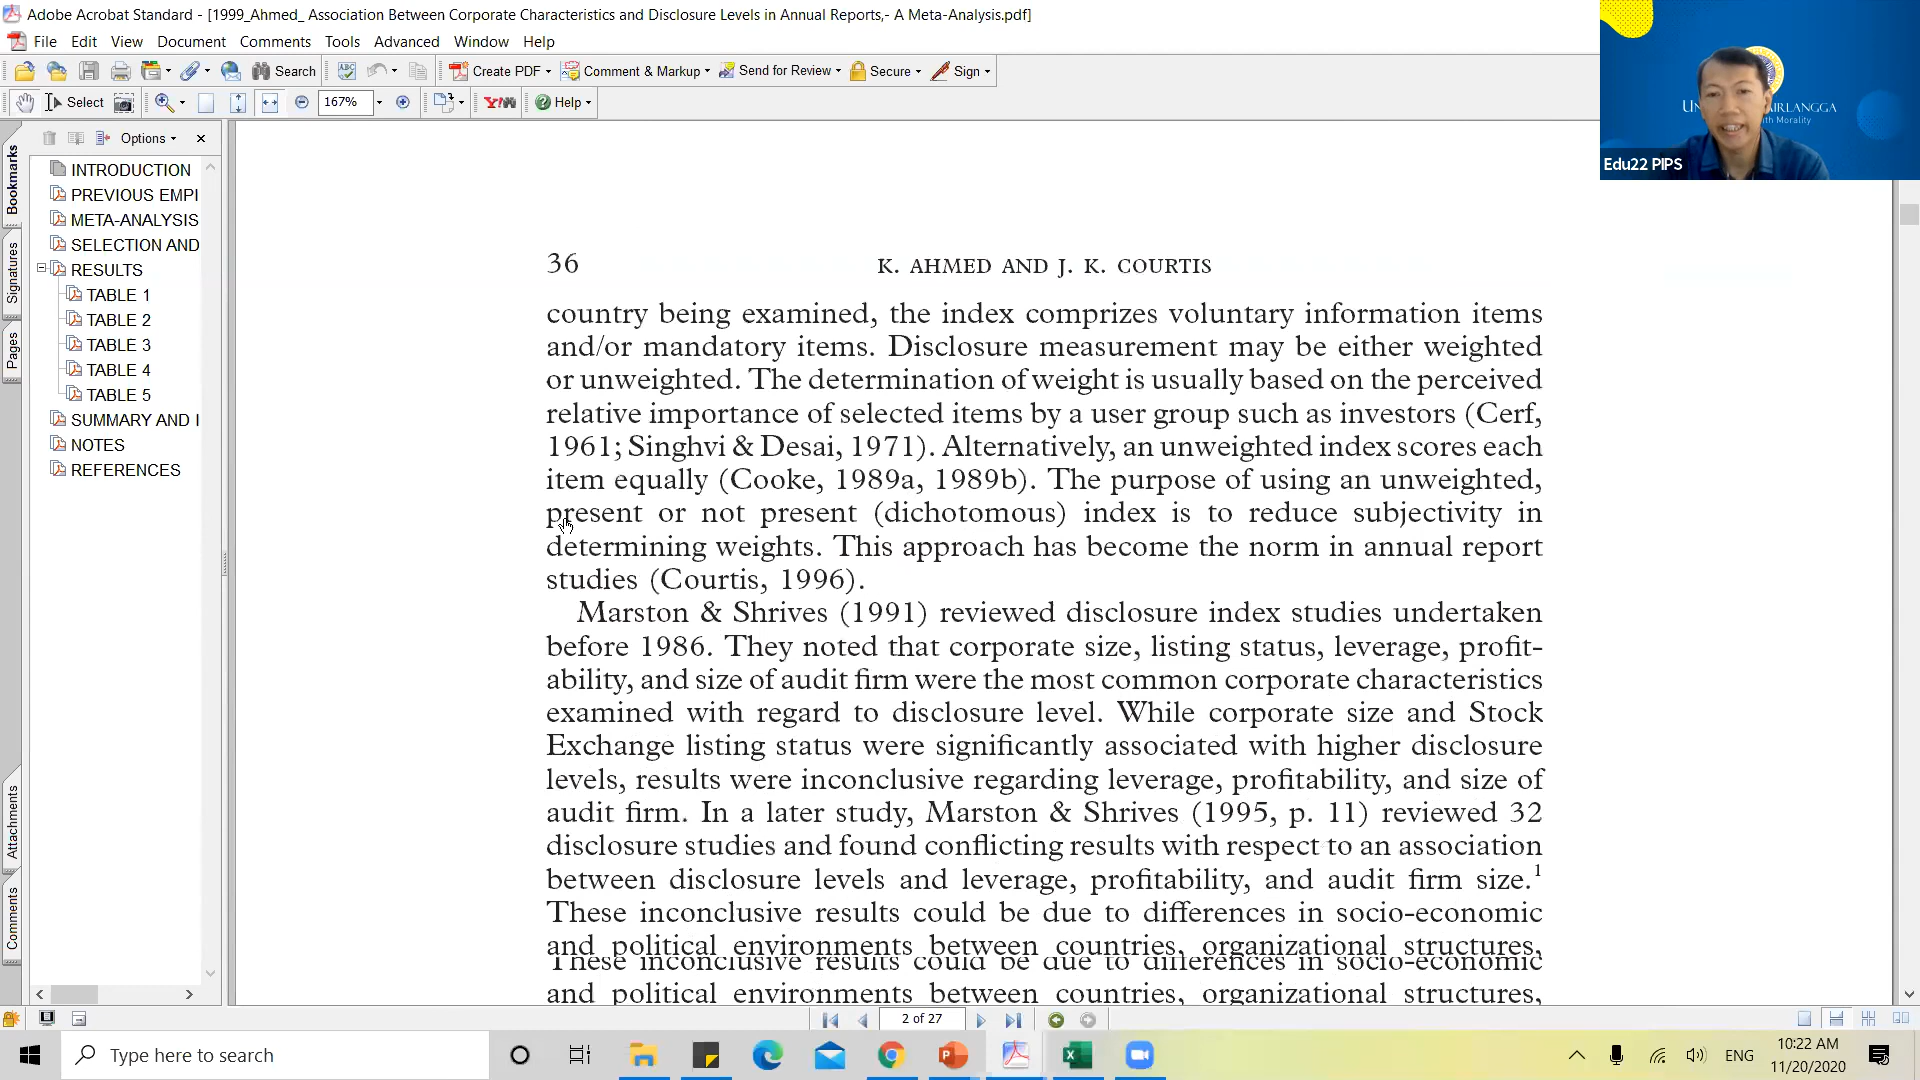 Adobe Acrobat Standard - [1999_Ahmed_ Association Between Corporate Characteristics and Disclosure Levels in Annual Reports,- A Meta-Analysis.pdf]
File Edit View Document Comments Tools Advanced Window Help
Search Create PDF Comment & Markup Send for Review Secure Sign
Select 167% Y! Help
Options
Bookmarks
Signatures
Pages
Attachments
Comments
INTRODUCTION
PREVIOUS EMPI
META-ANALYSIS
SELECTION AND
RESULTS
TABLE 1
TABLE 2
TABLE 3
TABLE 4
TABLE 5
SUMMARY AND I
NOTES
REFERENCES
36 K. AHMED AND J. K. COURTIS
country being examined, the index comprizes voluntary information items
and/or mandatory items. Disclosure measurement may be either weighted
or unweighted. The determination of weight is usually based on the perceived
relative importance of selected items by a user group such as investors (Cerf,
1961; Singhvi & Desai, 1971). Alternatively, an unweighted index scores each
item equally (Cooke, 1989a, 1989b). The purpose of using an unweighted,
present or not present (dichotomous) index is to reduce subjectivity in
determining weights. This approach has become the norm in annual report
studies (Courtis, 1996).
Marston & Shrives (1991) reviewed disclosure index studies undertaken
before 1986. They noted that corporate size, listing status, leverage, profit-
ability, and size of audit firm were the most common corporate characteristics
examined with regard to disclosure level. While corporate size and Stock
Exchange listing status were significantly associated with higher disclosure
levels, results were inconclusive regarding leverage, profitability, and size of
audit firm. In a later study, Marston & Shrives (1995, p. 11) reviewed 32
disclosure studies and found conflicting results with respect to an association
between disclosure levels and leverage, profitability, and audit firm size.1
These inconclusive results could be due to differences in socio-economic
and political environments between countries, organizational structures,
These inconclusive results could be due to differences in socio-economic
and political environments between countries, organizational structures,
Edu22 PIPS
2 of 27
Type here to search
ENG
10:22 AM
11/20/2020